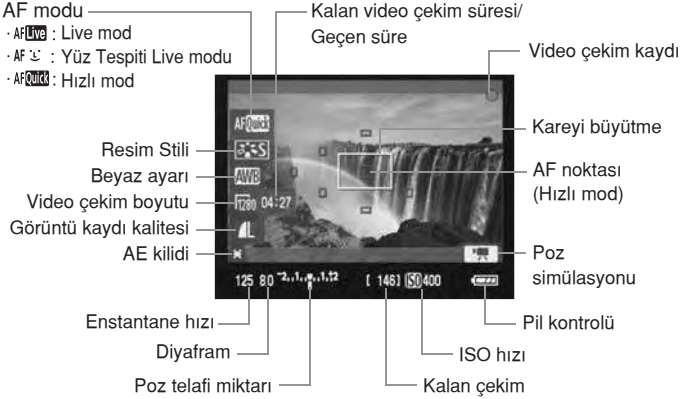 AF modu
· AF Live : Live mod
· AF : Yüz Tespiti Live modu
· AF Quick : Hızlı mod
Kalan video çekim süresi/
Geçen süre
Video çekim kaydı
Kareyi büyütme
AF noktası
(Hızlı mod)
Poz
simülasyonu
Pil kontrolü
Resim Stili
Beyaz ayarı
Video çekim boyutu
Görüntü kaydı kalitesi
AE kilidi
AF Quick
S
AWB
1280 04:27
L
125 80 -2..1..▼..1.+2 [ 146] ISO 400
Enstantane hızı
Diyafram
Poz telafi miktarı
ISO hızı
Kalan çekim